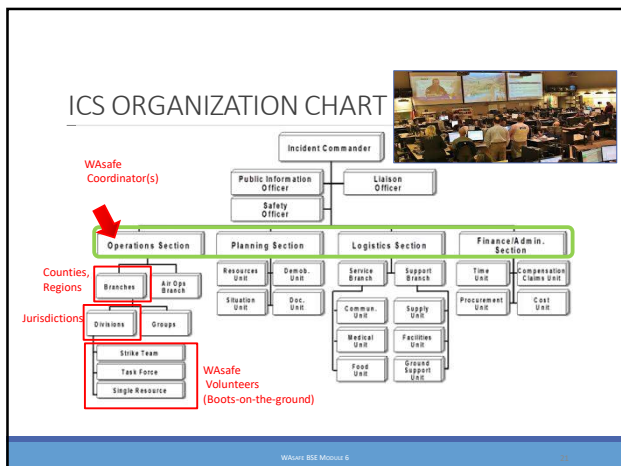 ICS ORGANIZATION CHART
Incident Commander
WAsafe
Coordinator(s)
Public Information
Officer
Liaison
Officer
Safety
Officer
Operations Section
Planning Section
Logistics Section
Finance/Admin.
Section
Counties,
Regions
Branches
Air Ops
Branch
Resources
Unit
Demob.
Unit
Service
Branch
Support
Branch
Time
Unit
Compensation
Claims Unit
Situation
Unit
Doc.
Unit
Procurement
Unit
Cost
Unit
Jurisdictions
Divisions
Groups
Commun.
Unit
Supply
Unit
Medical
Unit
Facilities
Unit
Food
Unit
Ground
Support
Unit
Strike Team
Task Force
Single Resource
WAsafe
Volunteers
(Boots-on-the-ground)
WASAFE BSE MODULE 6